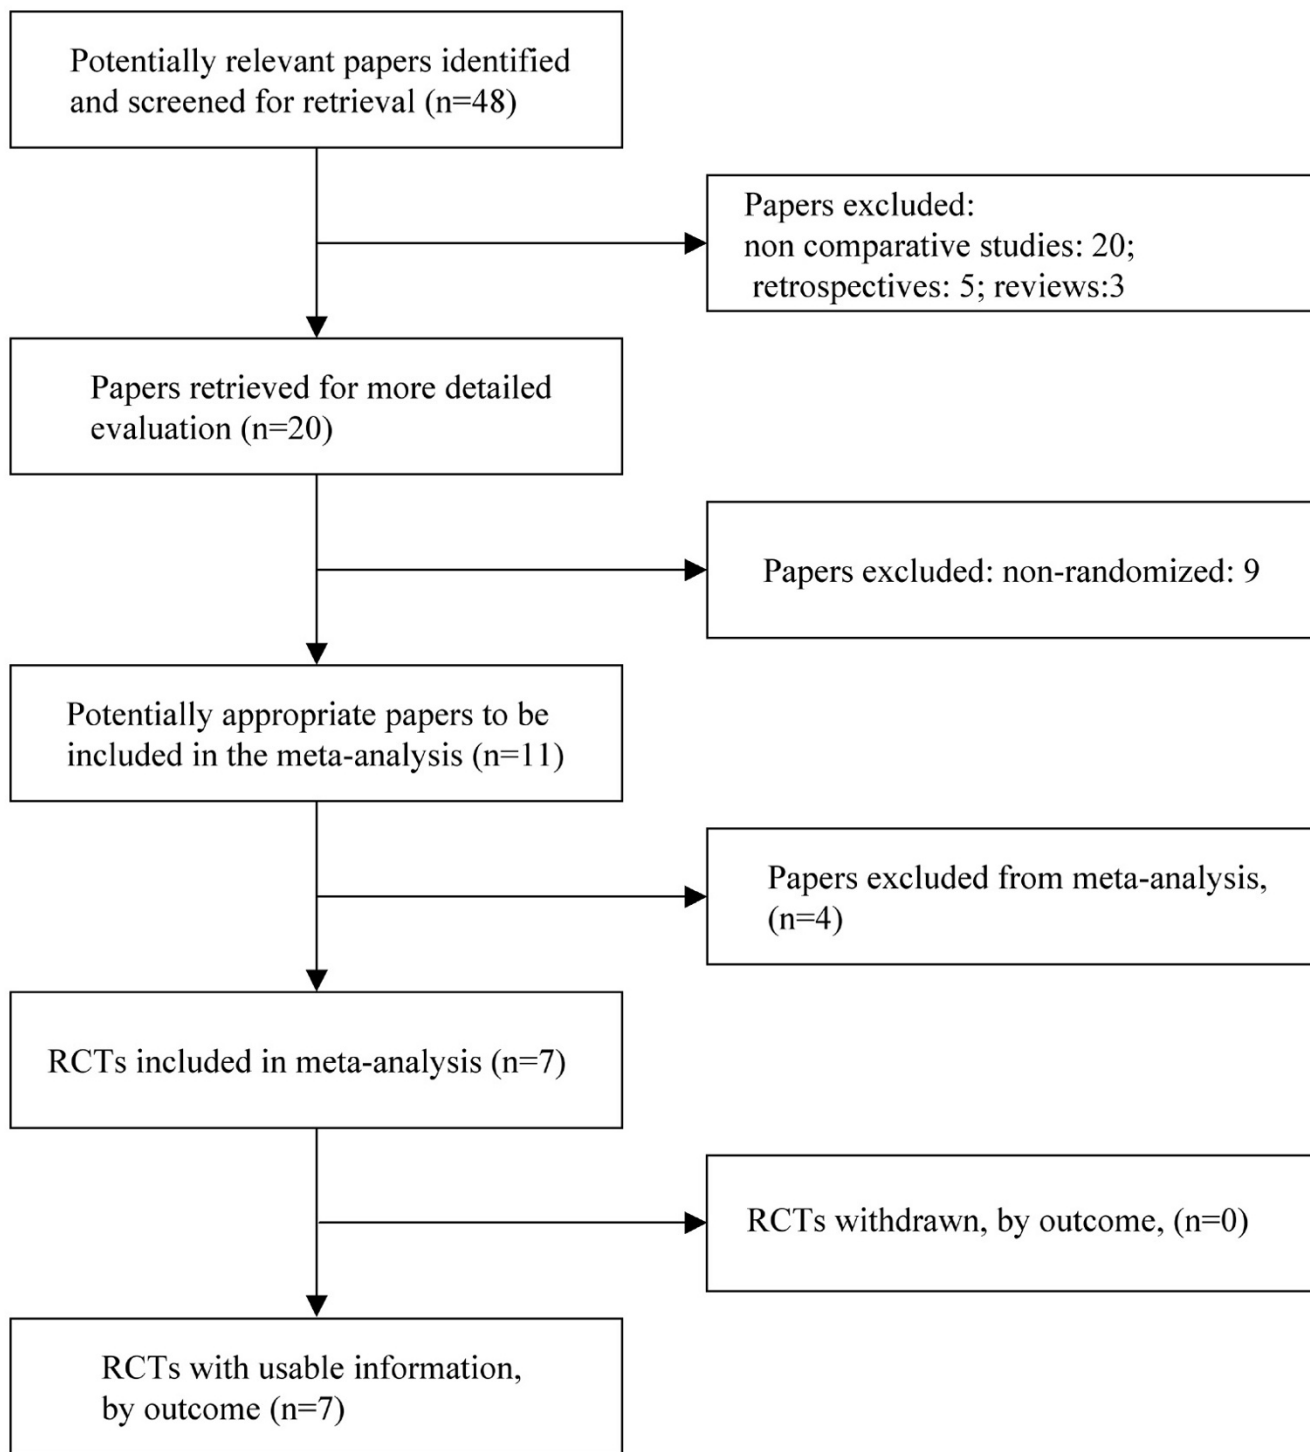 Potentially relevant papers identified
and screened for retrieval (n=48)
Papers excluded:
non comparative studies: 20;
retrospectives: 5; reviews:3
Papers retrieved for more detailed
evaluation (n=20)
Papers excluded: non-randomized: 9
Potentially appropriate papers to be
included in the meta-analysis (n=11)
Papers excluded from meta-analysis,
(n=4)
RCTs included in meta-analysis (n=7)
RCTs withdrawn, by outcome, (n=0)
RCTs with usable information,
by outcome (n=7)